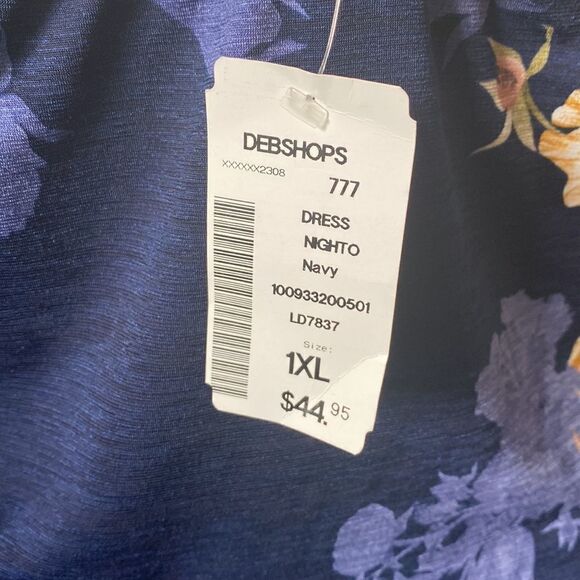 DEBSHOPS
XXXXXX2308
777
DRESS
NIGHTO
Navy
100933200501
LD7837
Size:
1XL
$44.95